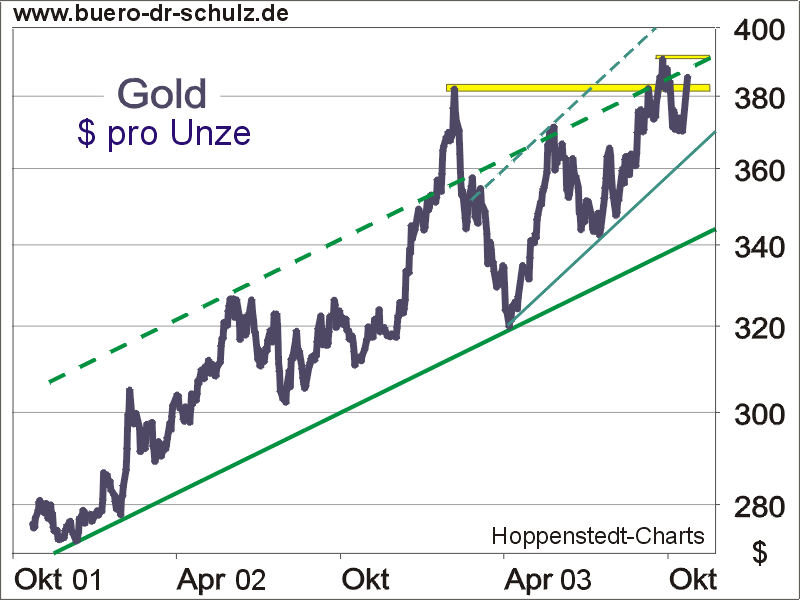 www.buero-dr-schulz.de
Gold
$ pro Unze
400
380
360
340
320
300
280
$
Hoppenstedt-Charts
Okt 01
Apr 02
Okt
Apr 03
Okt